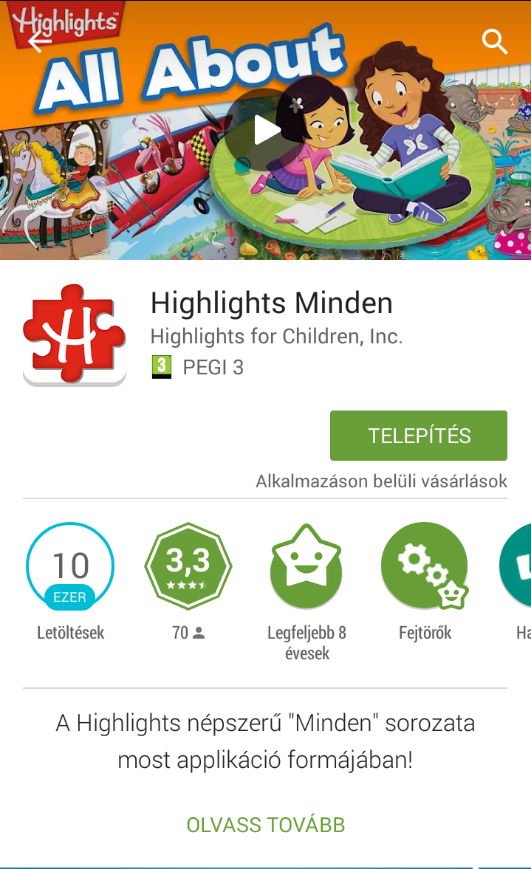 Highlights™
All About
Highlights Minden
Highlights for Children, Inc.
3 PEGI 3
TELEPÍTÉS
Alkalmazáson belüli vásárlások
10
EZER
Letöltések
3,3
70
Legfeljebb 8
évesek
Fejtörők
Ha
A Highlights népszerű "Minden" sorozata
most applikáció formájában!
OLVASS TOVÁBB